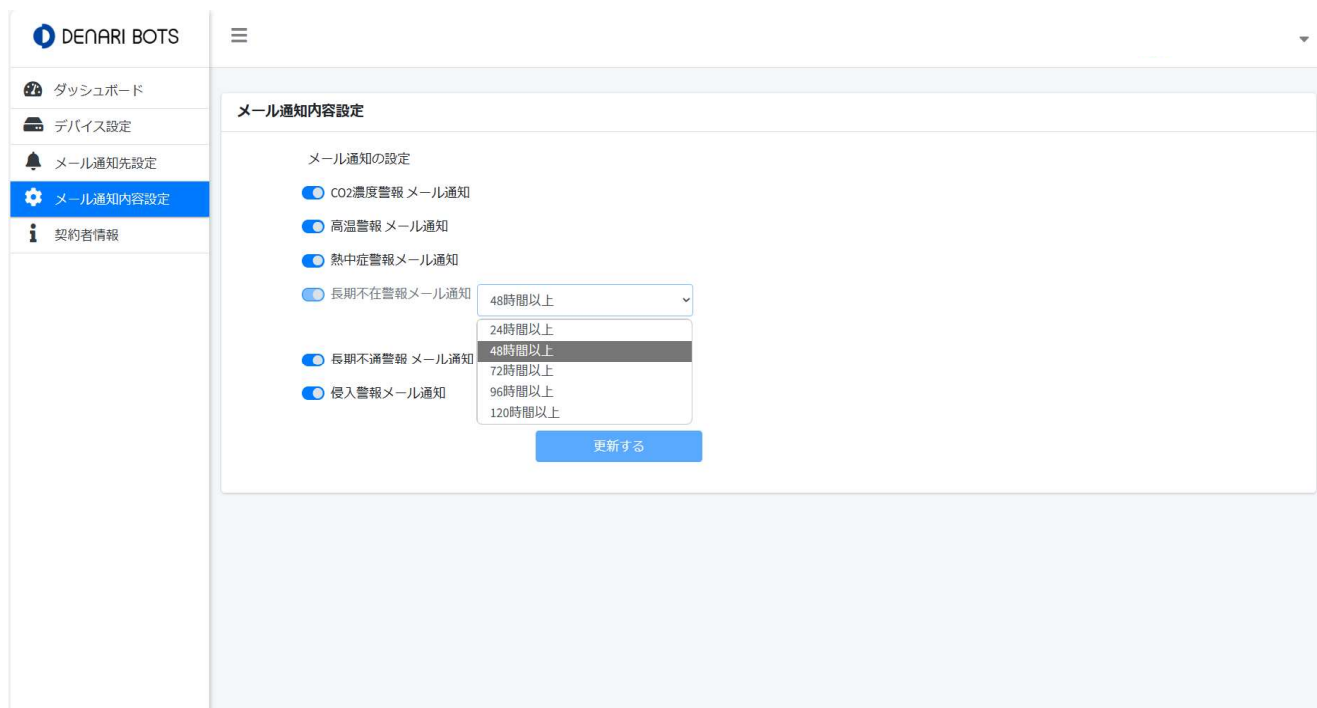 DENARI BOTS
ダッシュボード
デバイス設定
メール通知先設定
メール通知内容設定
契約者情報
メール通知内容設定
メール通知の設定
CO2濃度警報 メール通知
高温警報 メール通知
熱中症警報メール通知
長期不在警報メール通知
48時間以上
24時間以上
48時間以上
72時間以上
96時間以上
120時間以上
長期不通警報 メール通知
侵入警報メール通知
更新する